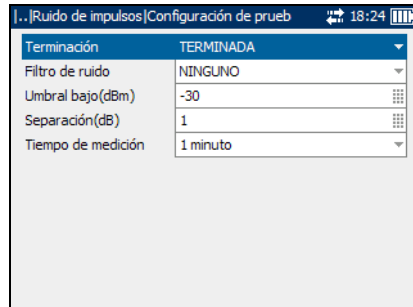 |..|Ruido de impulsos|Configuración de prueb 18:24
Terminación TERMINADA
Filtro de ruido NINGUNO
Umbral bajo(dBm) -30
Separación(dB) 1
Tiempo de medición 1 minuto